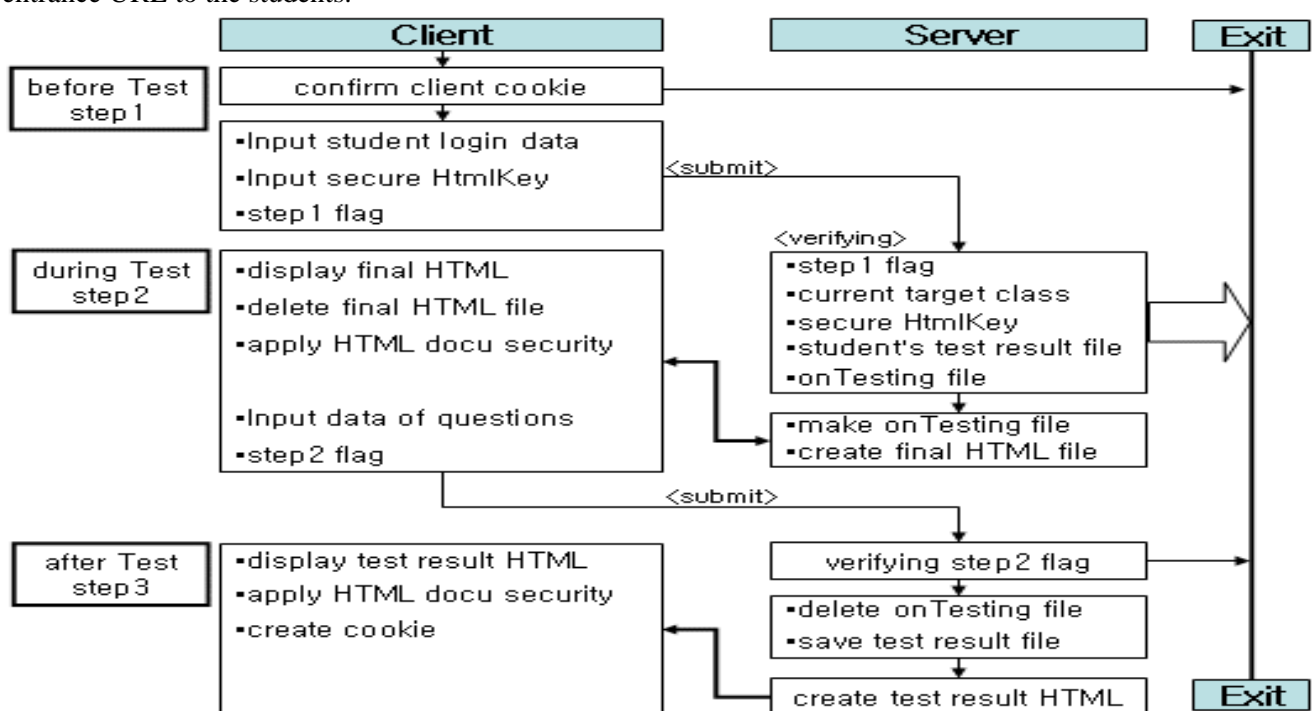 entrance URL to the students.
Client
Server
Exit
before Test
step1
confirm client cookie
▪Input student login data
▪Input secure HtmlKey
▪step1 flag
<submit>
<verifying>
▪step1 flag
▪current target class
▪secure HtmlKey
▪student's test result file
▪onTesting file
during Test
step2
▪display final HTML
▪delete final HTML file
▪apply HTML docu security
▪Input data of questions
▪step2 flag
▪make onTesting file
▪create final HTML file
<submit>
after Test
step3
▪display test result HTML
▪apply HTML docu security
▪create cookie
verifying step2 flag
▪delete onTesting file
▪save test result file
create test result HTML
Exit